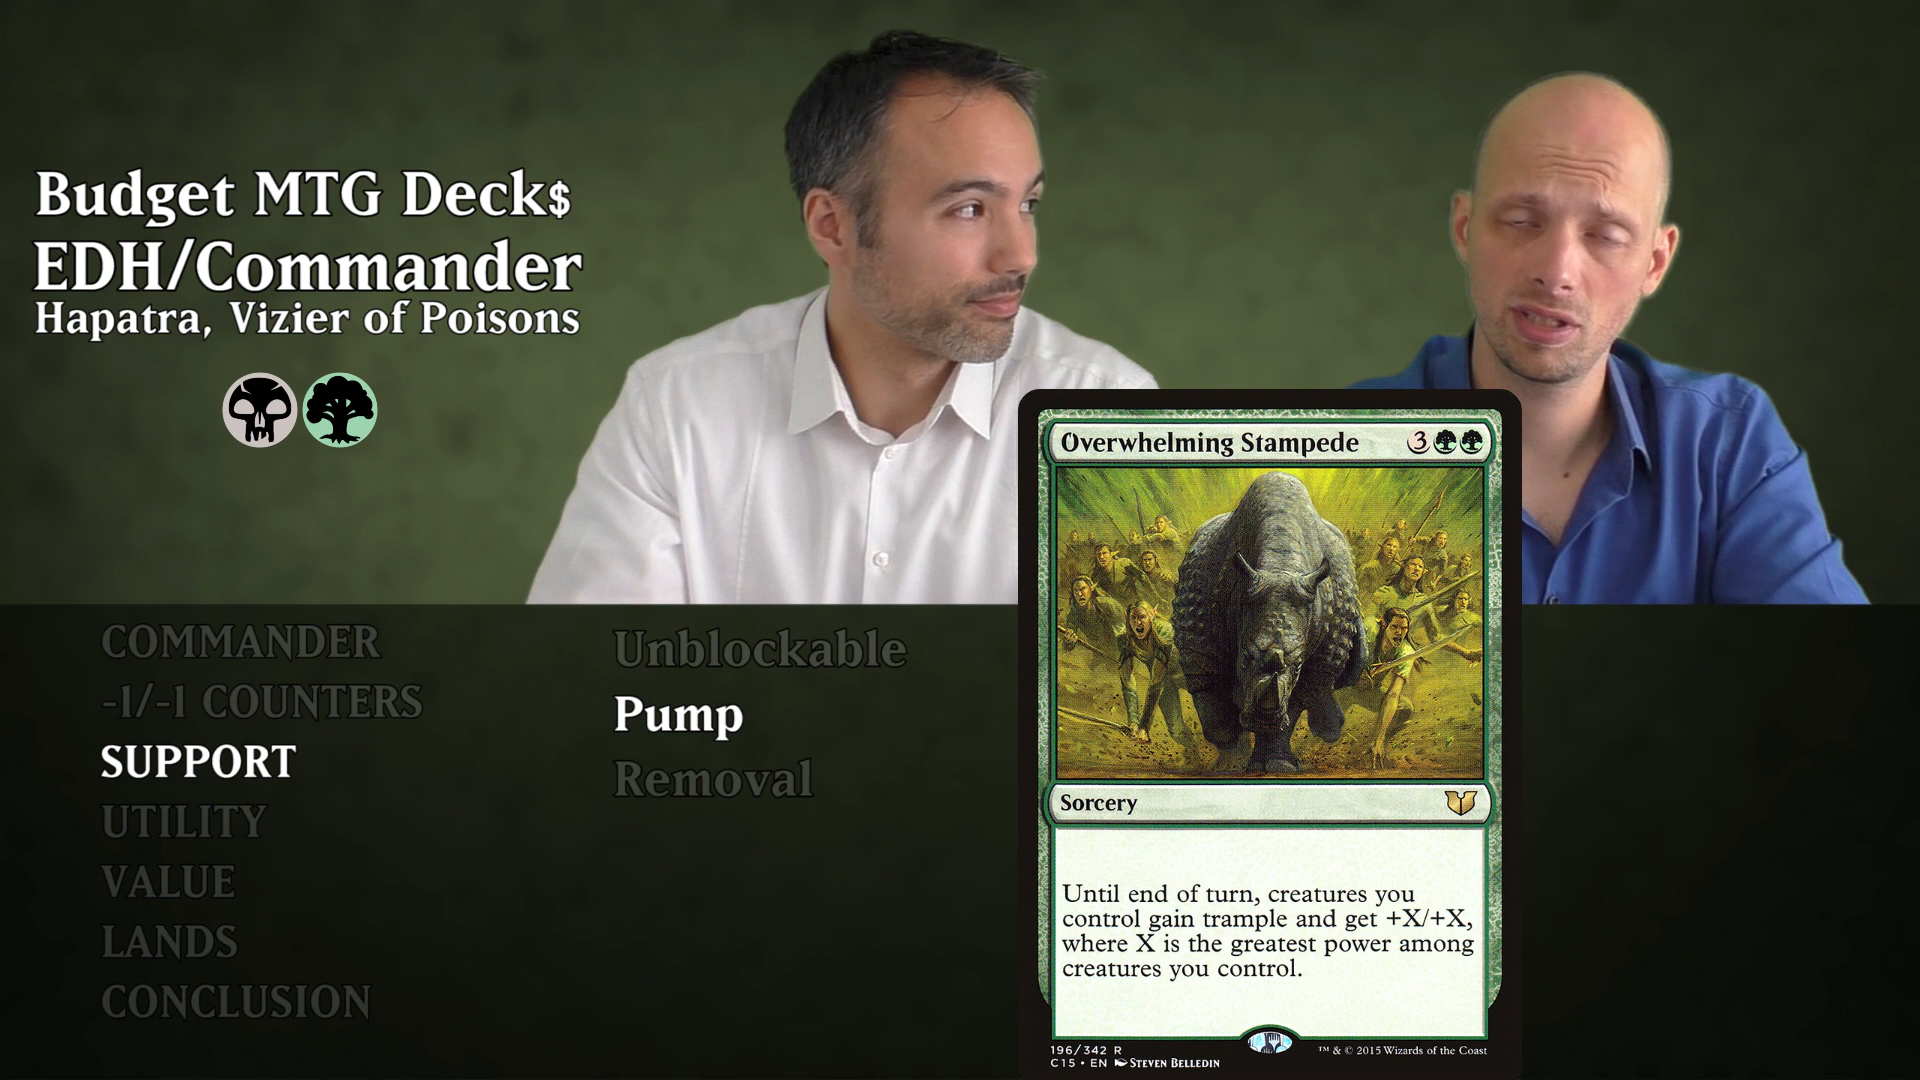 Budget MTG Deck$
EDH/Commander
Hapatra, Vizier of Poisons
COMMANDER
-1/-1 COUNTERS
SUPPORT
UTILITY
VALUE
LANDS
CONCLUSION
Unblockable
Pump
Removal
Overwhelming Stampede 3
Sorcery
Until end of turn, creatures you
control gain trample and get +X/+X,
where X is the greatest power among
creatures you control.
196/342 R
C15 • EN STEVEN BELLEDIN
™ & © 2015 Wizards of the Coast